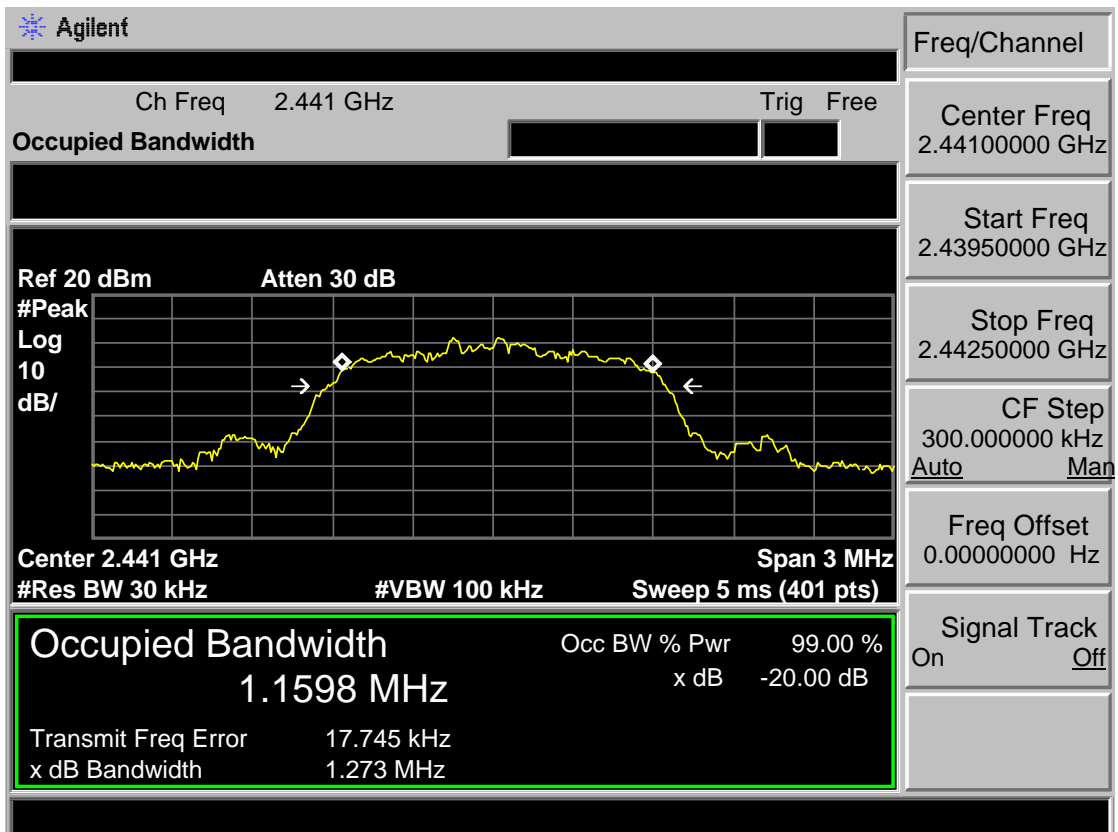 Agilent
Freq/Channel
Ch Freq 2.441 GHz Trig Free
Occupied Bandwidth
Center Freq
2.44100000 GHz
Start Freq
2.43950000 GHz
Stop Freq
2.44250000 GHz
CF Step
300.000000 kHz
Auto Man
Freq Offset
0.00000000 Hz
Signal Track
On Off
Ref 20 dBm Atten 30 dB
#Peak
Log
10
dB/
Center 2.441 GHz Span 3 MHz
#Res BW 30 kHz #VBW 100 kHz Sweep 5 ms (401 pts)
Occupied Bandwidth Occ BW % Pwr 99.00 %
1.1598 MHz x dB -20.00 dB
Transmit Freq Error 17.745 kHz
x dB Bandwidth 1.273 MHz